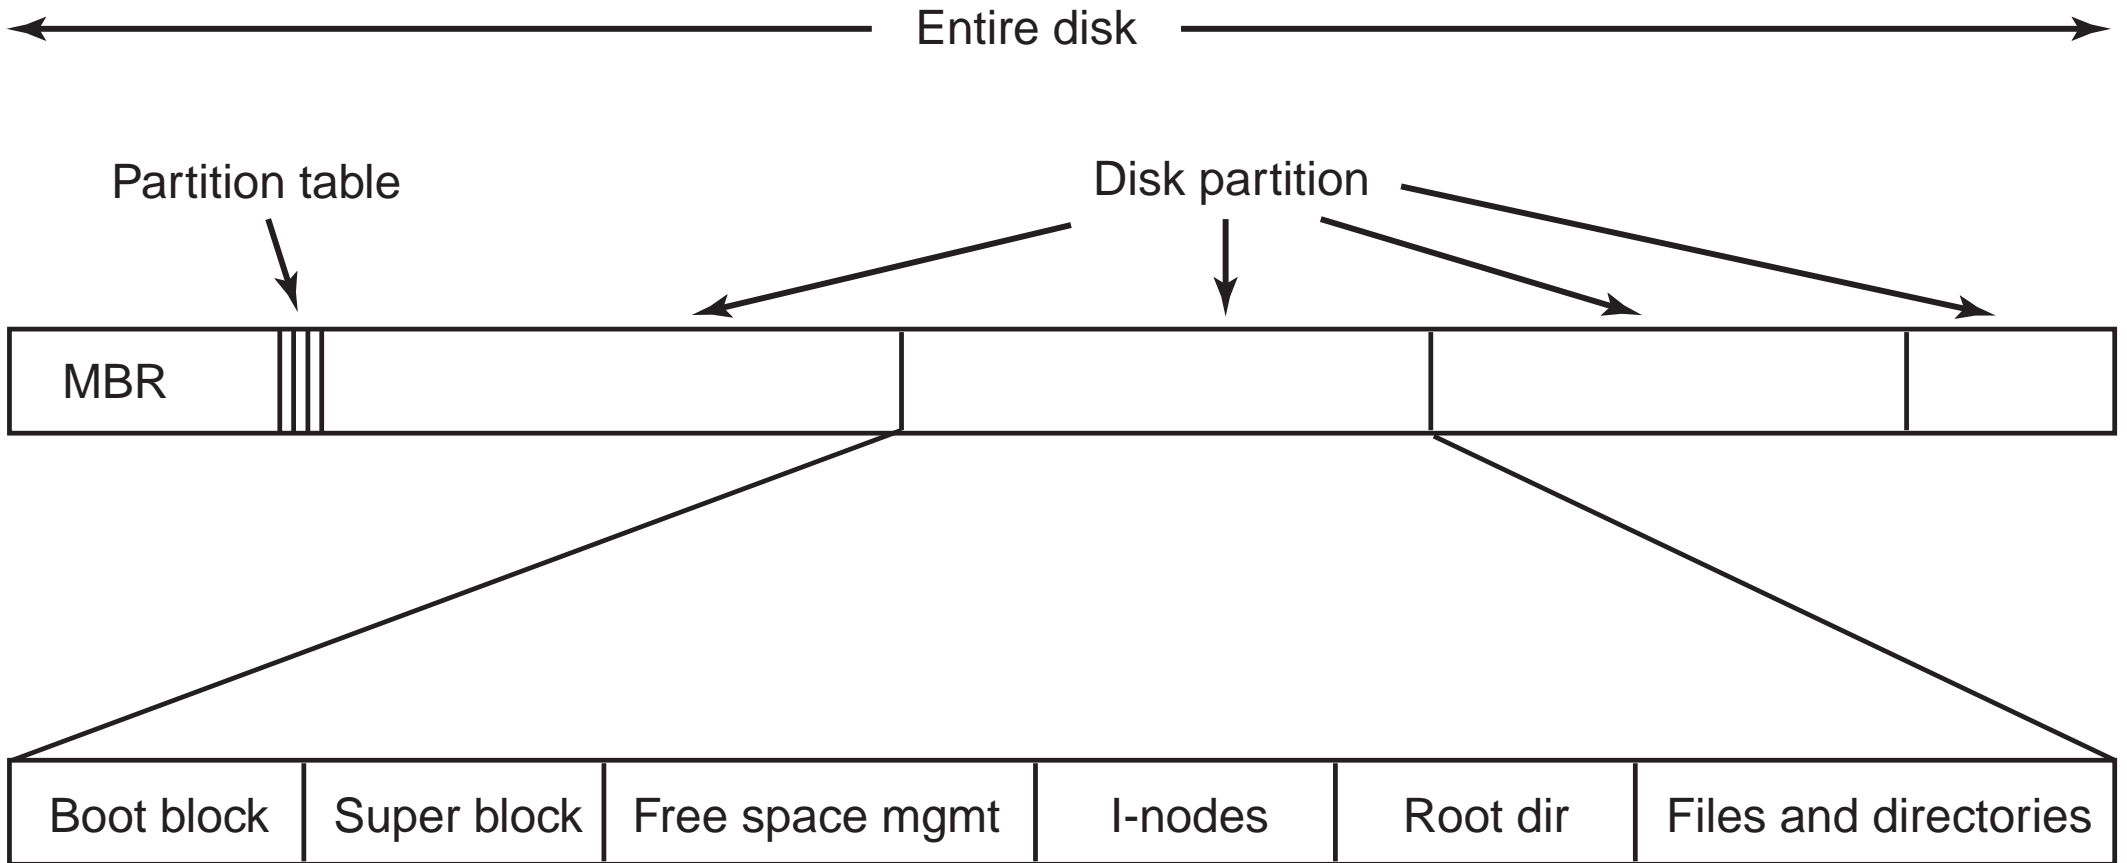 Entire disk
Partition table
Disk partition
MBR
Boot block
Super block
Free space mgmt
I-nodes
Root dir
Files and directories